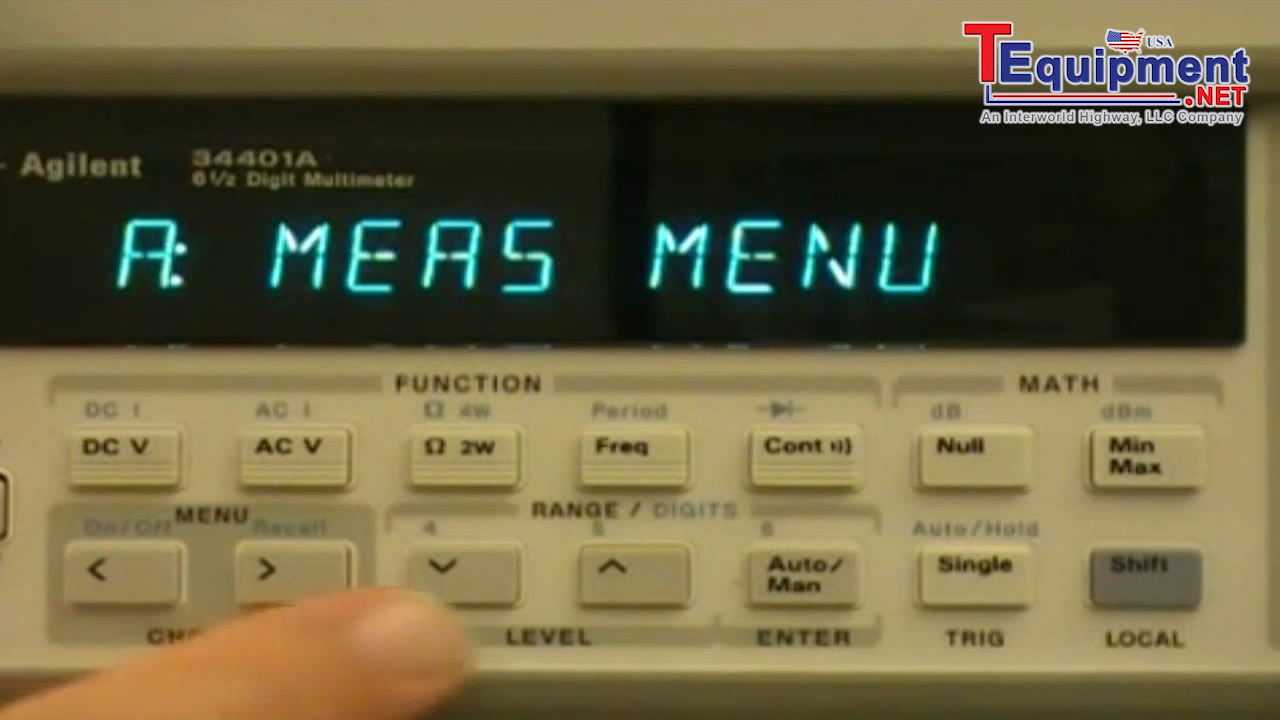 TEquipment
USA
.NET
An Interworld Highway, LLC Company
Agilent
34401A
6½ Digit Multimeter
A: MEAS MENU
FUNCTION
MATH
DC I AC I Ω 4W Period dB dBm
DC V AC V Ω 2W Freq Cont Null Min Max
MENU
RANGE / DIGITS
On/Off Recall 4 5 6 Auto/Hold
< > Auto/Man Single Shift
LEVEL ENTER TRIG LOCAL